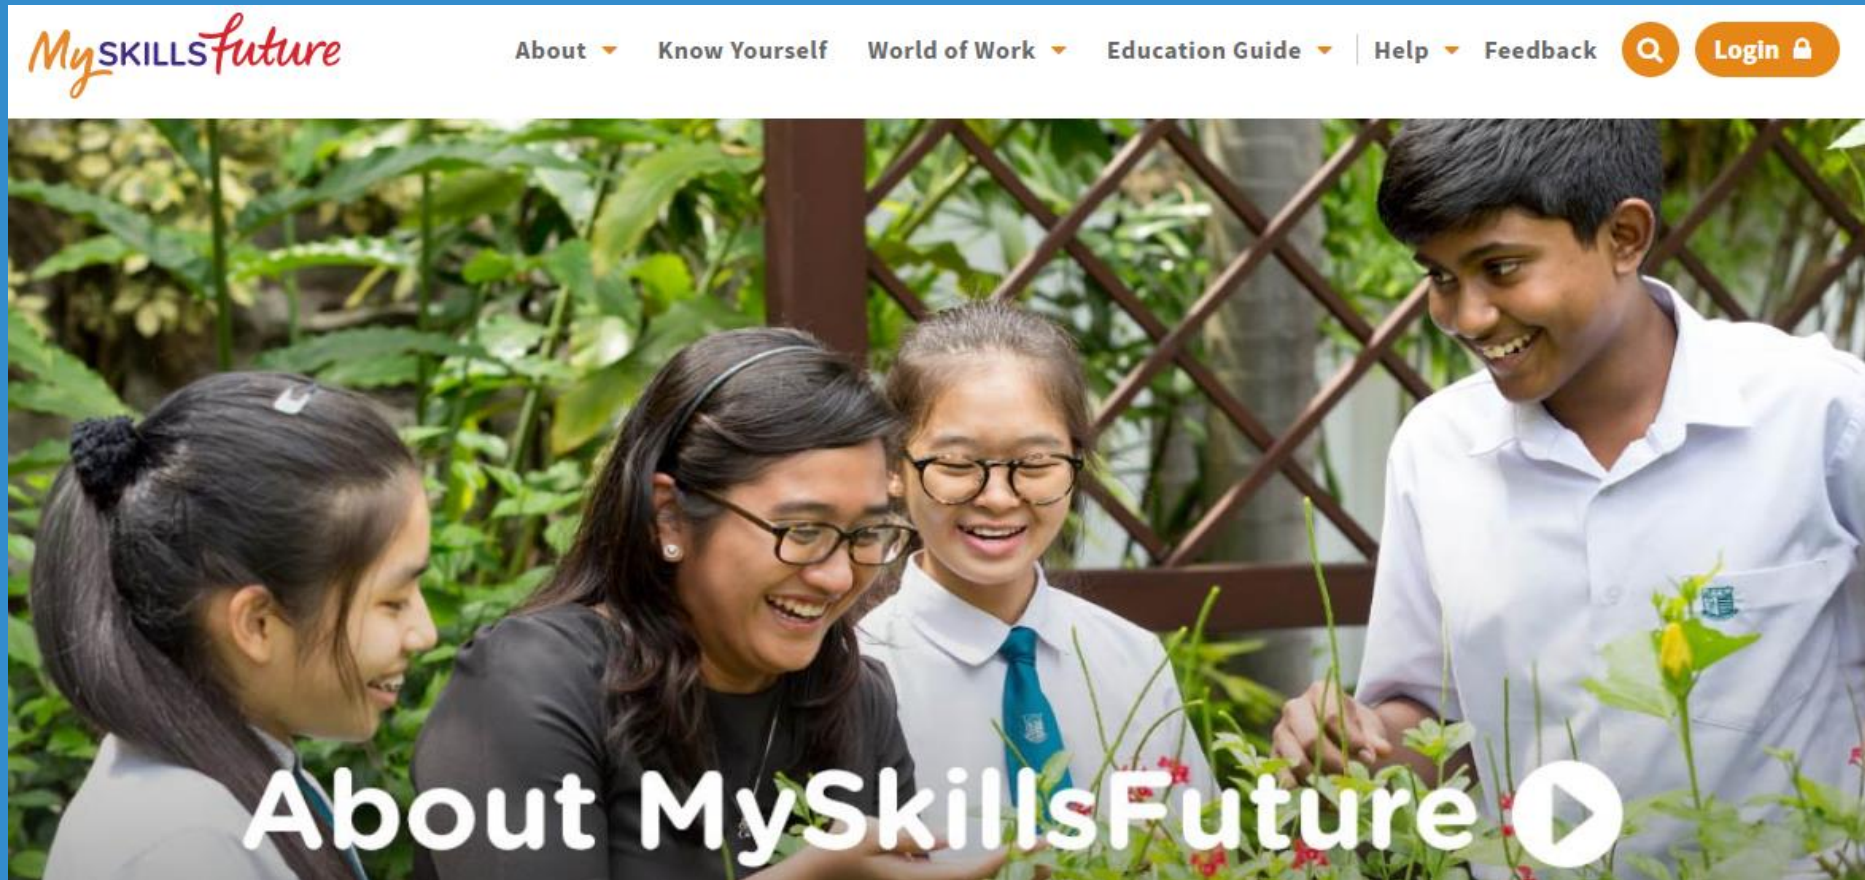 MySKILLSfuture
About Know Yourself World of Work Education Guide Help Feedback Login
About MySkillsFuture